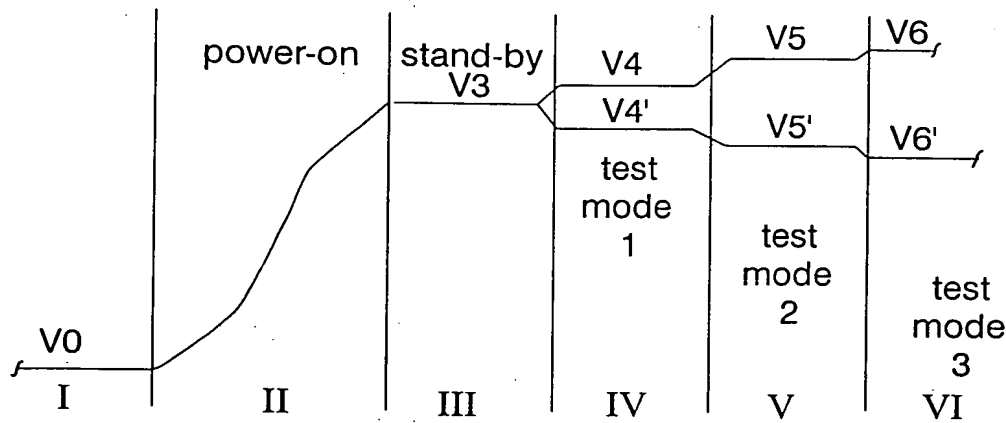 power-on
stand-by
V3
V4
V4'
V5
V5'
V6
V6'
test
mode
1
test
mode
2
test
mode
3
V0
I
II
III
IV
V
VI